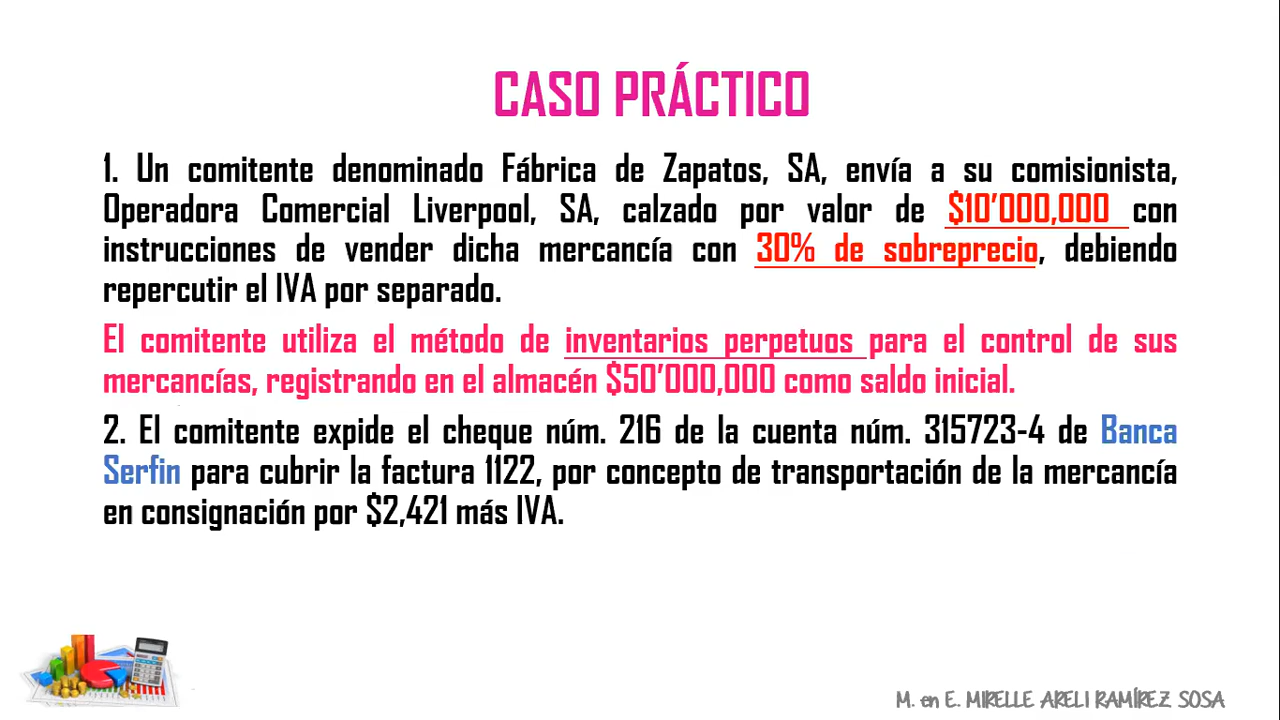 CASO PRÁCTICO
1. Un comitente denominado Fábrica de Zapatos, SA, envía a su comisionista,
Operadora Comercial Liverpool, SA, calzado por valor de $10’000,000 con
instrucciones de vender dicha mercancía con 30% de sobreprecio, debiendo
repercutir el IVA por separado.
El comitente utiliza el método de inventarios perpetuos para el control de sus
mercancías, registrando en el almacén $50’000,000 como saldo inicial.
2. El comitente expide el cheque núm. 216 de la cuenta núm. 315723-4 de Banca
Serfin para cubrir la factura 1122, por concepto de transportación de la mercancía
en consignación por $2,421 más IVA.
M. en E. MIRELLE ARELI RAMÍREZ SOSA